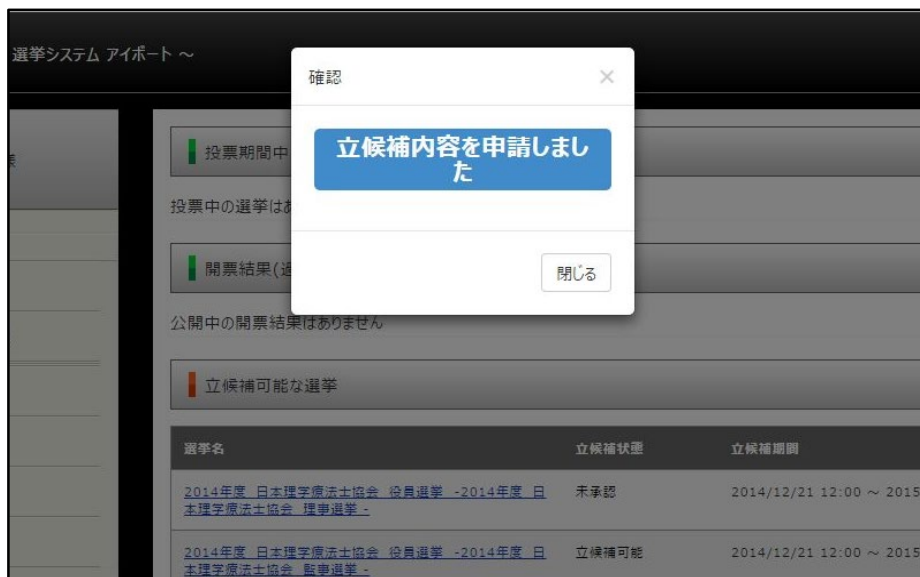 選挙システム アイボート ～
確認
×
立候補内容を申請しまし
た
閉じる
投票期間中
投票中の選挙はあ
開票結果(過
公開中の開票結果はありません
立候補可能な選挙
選挙名 立候補状態 立候補期間
2014年度 日本理学療法士協会 役員選挙 -2014年度 日 未承認 2014/12/21 12:00 ～ 2015
本理学療法士協会 理事選挙 -
2014年度 日本理学療法士協会 役員選挙 -2014年度 日 立候補可能 2014/12/21 12:00 ～ 2015
本理学療法士協会 監事選挙 -